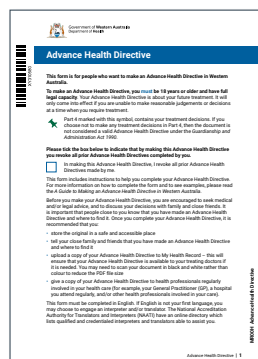 Government of Western Australia
Department of Health
Advance Health Directive
This form is for people who want to make an Advance Health Directive in Western
Australia.
To make an Advance Health Directive, you must be 18 years or older and have full
legal capacity. Your Advance Health Directive is about your future treatment. It will
only come into effect if you are unable to make reasonable judgements or decisions
at a time when you require treatment.
Part 4 marked with this symbol, contains your treatment decisions. If you
choose not to make any treatment decisions in Part 4, then the document is
not considered a valid Advance Health Directive under the Guardianship and
Administration Act 1990.
Please tick the box below to indicate that by making this Advance Health Directive
you revoke all prior Advance Health Directives completed by you.
In making this Advance Health Directive, I revoke all prior Advance Health
Directives made by me.
This form includes instructions to help you complete your Advance Health Directive.
For more information on how to complete the form and to see examples, please read
the A Guide to Making an Advance Health Directive in Western Australia.
Before you make your Advance Health Directive, you are encouraged to seek medical
and/or legal advice, and to discuss your decisions with family and close friends. It
is important that people close to you know that you have made an Advance Health
Directive and where to find it. Once you complete your Advance Health Directive, it is
recommended that you:
• store the original in a safe and accessible place
• tell your close family and friends that you have made an Advance Health Directive
and where to find it
• upload a copy of your Advance Health Directive to My Health Record – this will
ensure that your Advance Health Directive is available to your treating doctors if
it is needed. You may need to scan your document in black and white rather than colour
to reduce the PDF file size
• give a copy of your Advance Health Directive to health professionals regularly
involved in your health care (for example, your General Practitioner (GP), a hospital
you attend regularly, and/or other health professionals involved in your care).
This form must be completed in English. If English is not your first language, you
may choose to engage an interpreter and/or translator. The National Accreditation
Authority for Translators and Interpreters (NAATI) have an online directory which
lists qualified and credentialed interpreters and translators able to assist you.
Advance Health Directive | 1